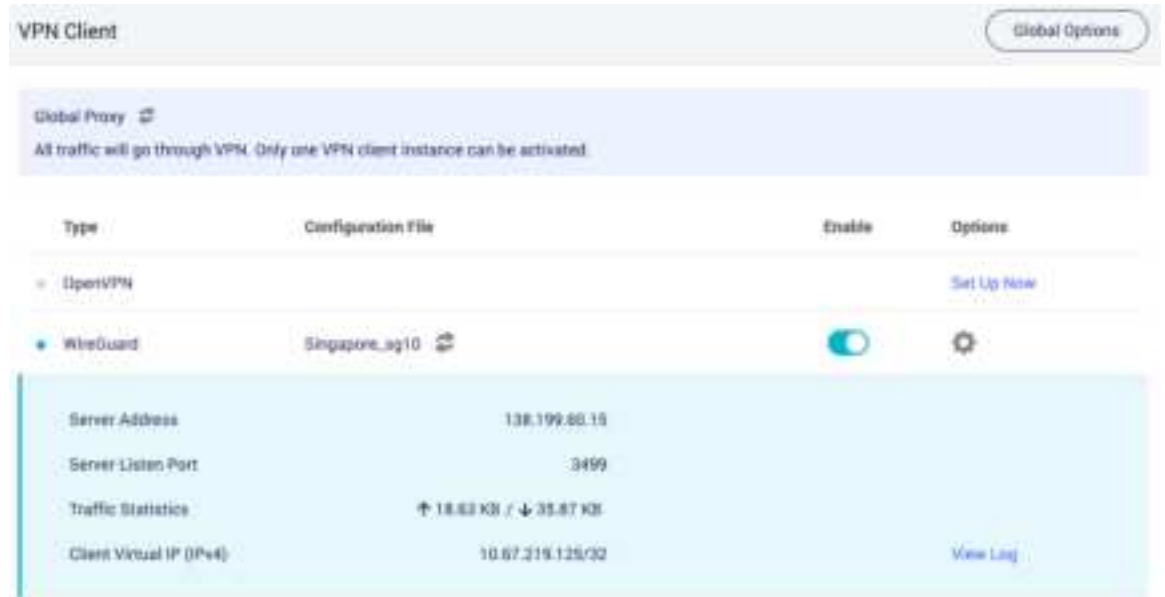 VPN Client
Global Options
Global Proxy
All traffic will go through VPN. Only one VPN client instance can be activated.
Type Configuration File Enable Options
OpenVPN Set Up Now
WireGuard Singapore_sg10
Server Address 138.199.60.15
Server Listen Port 3499
Traffic Statistics ↑ 18.63 KB / ↓ 35.87 KB
Client Virtual IP (IPv4) 10.67.219.125/32 View Log